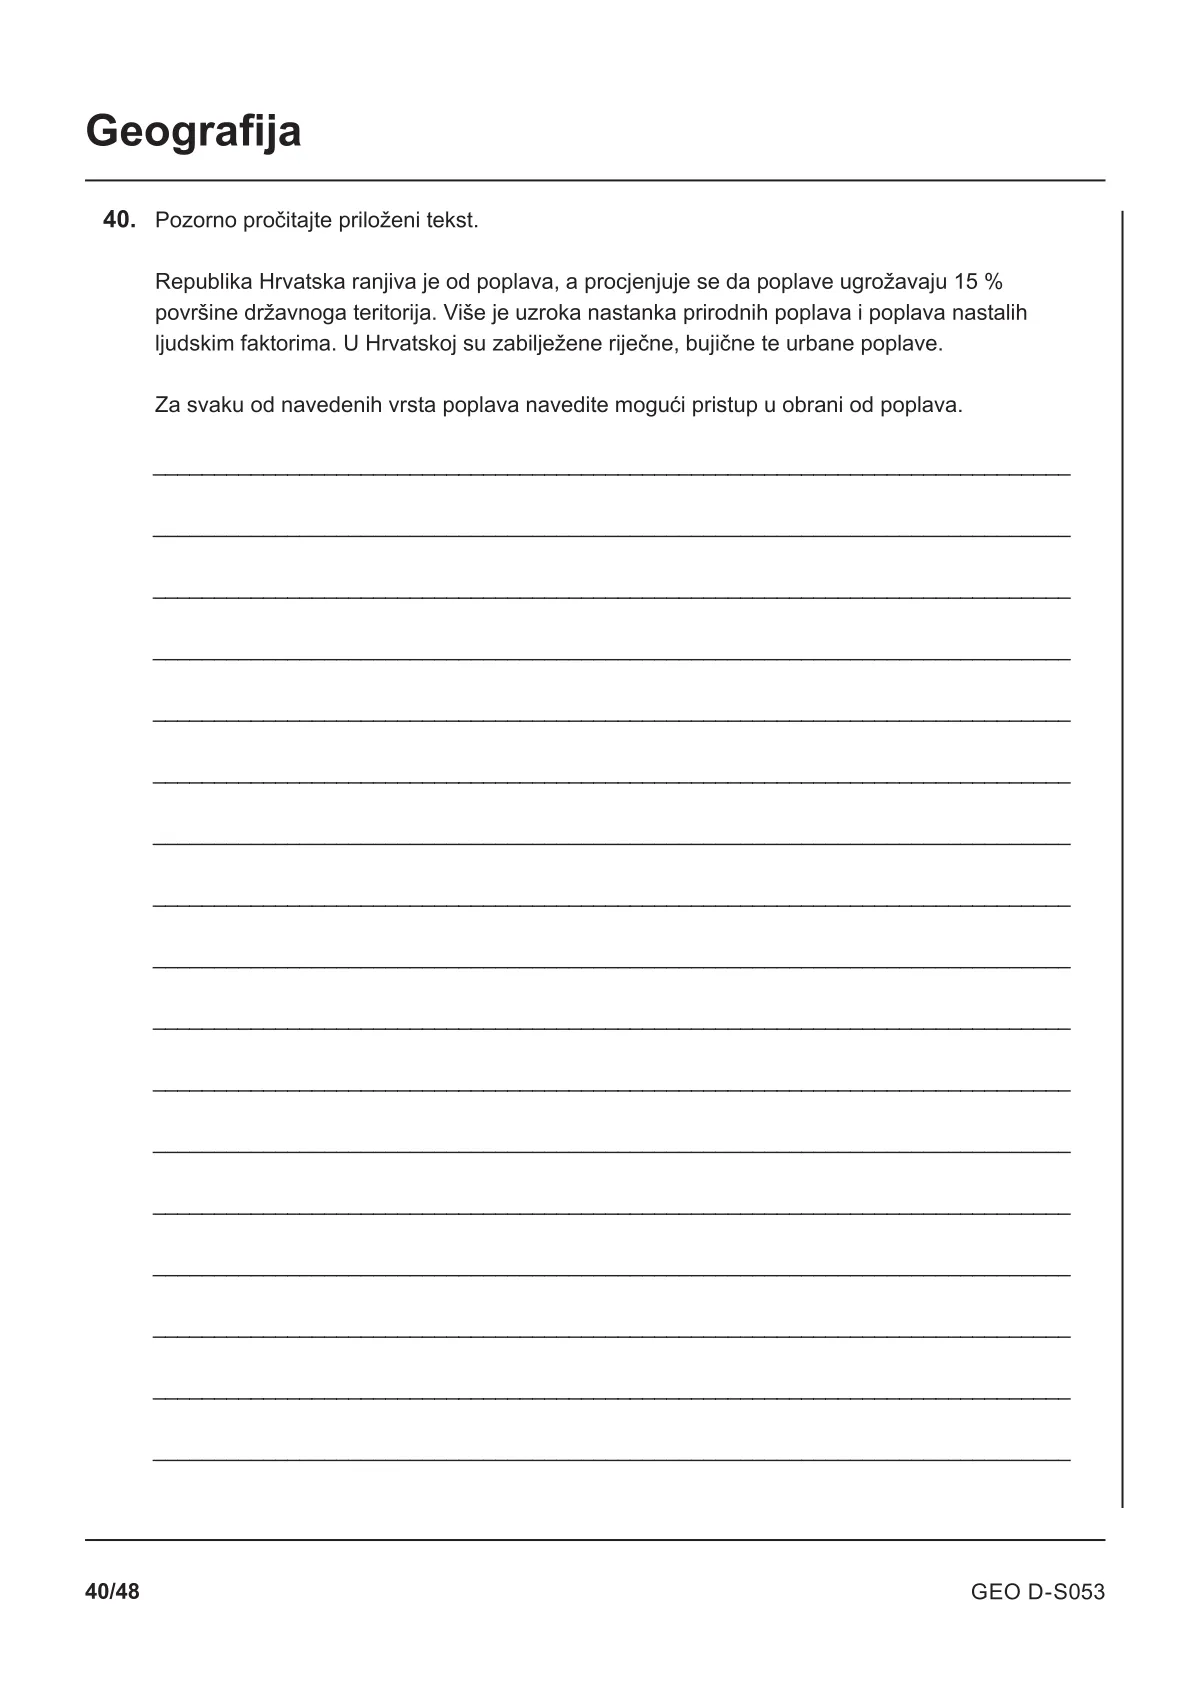 Geografija
40. Pozorno pročitajte priloženi tekst.
Republika Hrvatska ranjiva je od poplava, a procjenjuje se da poplave ugrožavaju 15 %
površine državnoga teritorija. Više je uzroka nastanka prirodnih poplava i poplava nastalih
ljudskim faktorima. U Hrvatskoj su zabilježene riječne, bujične te urbane poplave.
Za svaku od navedenih vrsta poplava navedite mogući pristup u obrani od poplava.
40/48
GEO D-S053